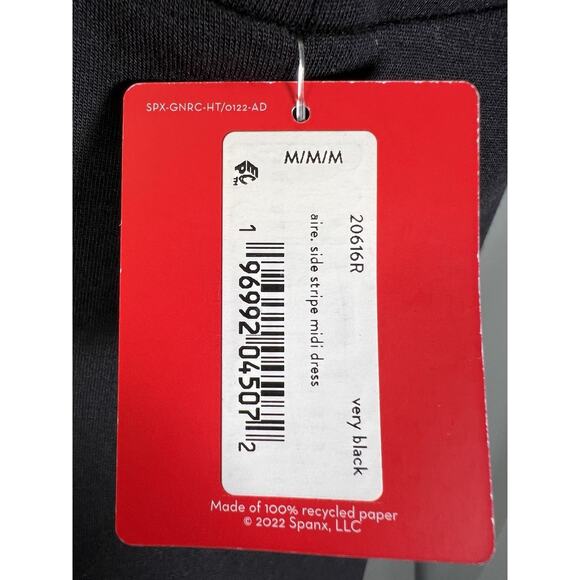 SPX-GNRC-HT/0122-AD
M/M/M
EPC™
20616R
very black
aire. side stripe midi dress
1 96992 04507 2
Made of 100% recycled paper
© 2022 Spanx, LLC